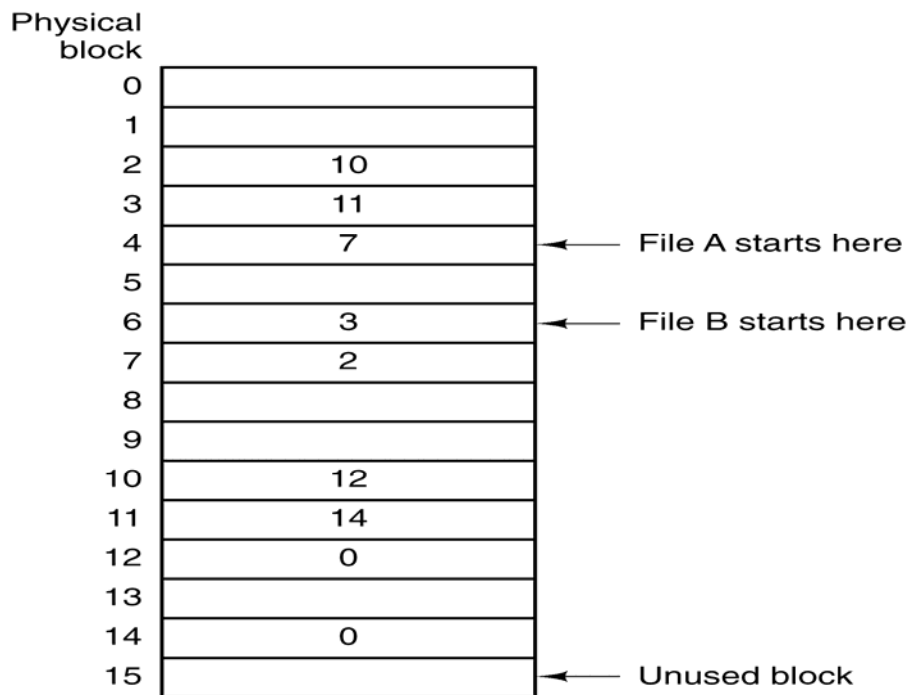 Physical
block
0
1
2 10
3 11
4 7 File A starts here
5
6 3 File B starts here
7 2
8
9
10 12
11 14
12 0
13
14 0
15 Unused block